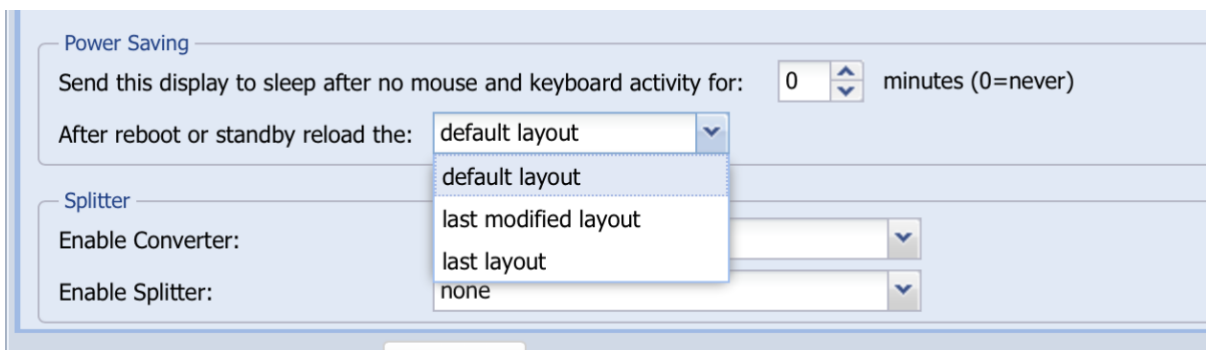 Power Saving
Send this display to sleep after no mouse and keyboard activity for: 0 minutes (0=never)
After reboot or standby reload the: default layout
default layout
last modified layout
last layout
Splitter
Enable Converter:
Enable Splitter: none